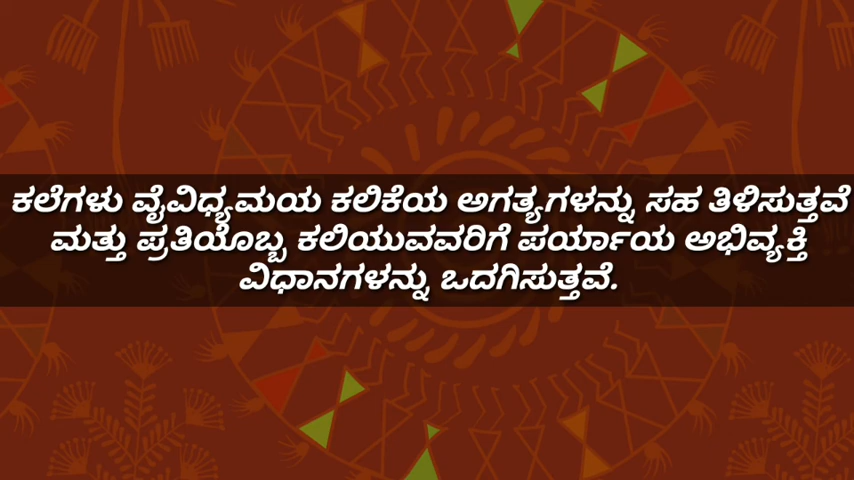 ಕಲೆಗಳು ವೈವಿಧ್ಯಮಯ ಕಲಿಕೆಯ ಅಗತ್ಯಗಳನ್ನು ಸಹ ತಿಳಿಸುತ್ತವೆ
ಮತ್ತು ಪ್ರತಿಯೊಬ್ಬ ಕಲಿಯುವವರಿಗೆ ಪರ್ಯಾಯ ಅಭಿವ್ಯಕ್ತಿ
ವಿಧಾನಗಳನ್ನು ಒದಗಿಸುತ್ತವೆ.